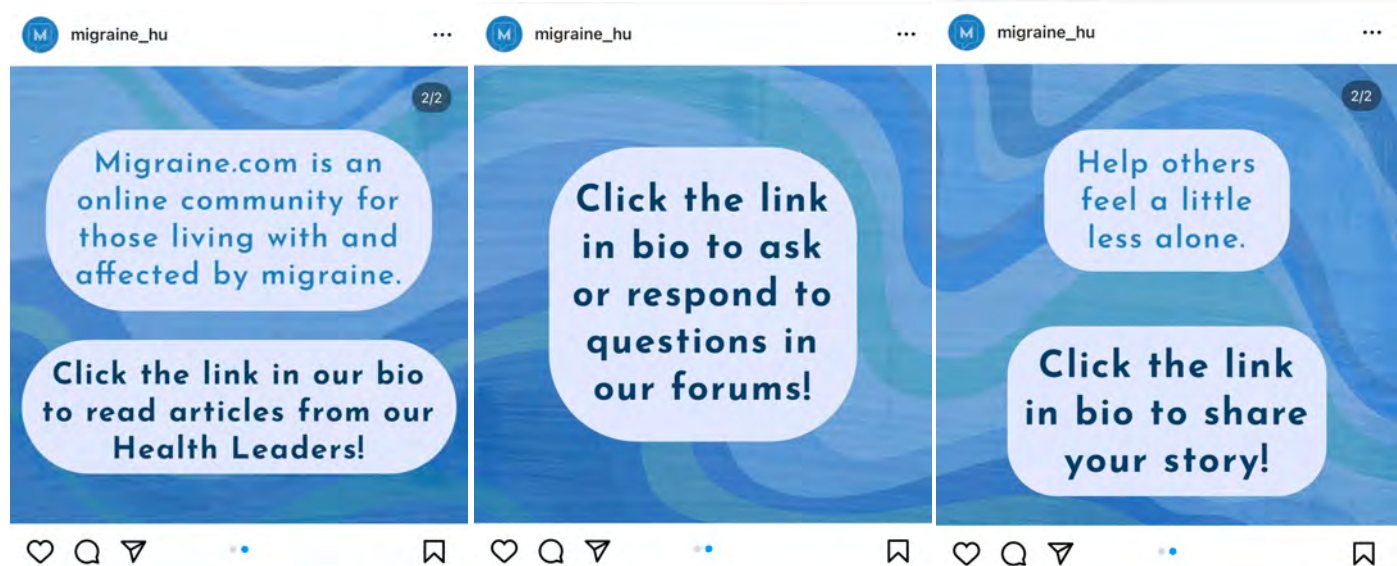 M migraine_hu
2/2
Migraine.com is an
online community for
those living with and
affected by migraine.
Click the link in our bio
to read articles from our
Health Leaders!
M migraine_hu
Click the link
in bio to ask
or respond to
questions in
our forums!
M migraine_hu
2/2
Help others
feel a little
less alone.
Click the link
in bio to share
your story!